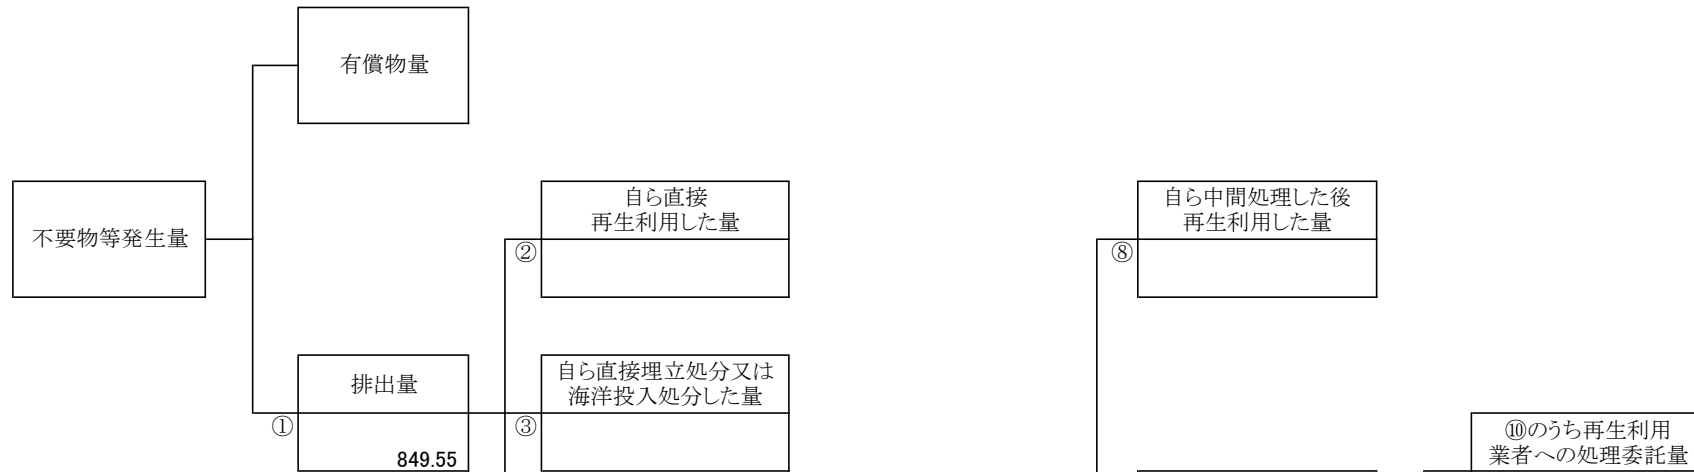 有償物量
不要物等発生量
自ら直接
再生利用した量
②
自ら中間処理した後
再生利用した量
⑧
排出量
①
849.55
自ら直接埋立処分又は
海洋投入処分した量
③
⑩のうち再生利用
業者への処理委託量